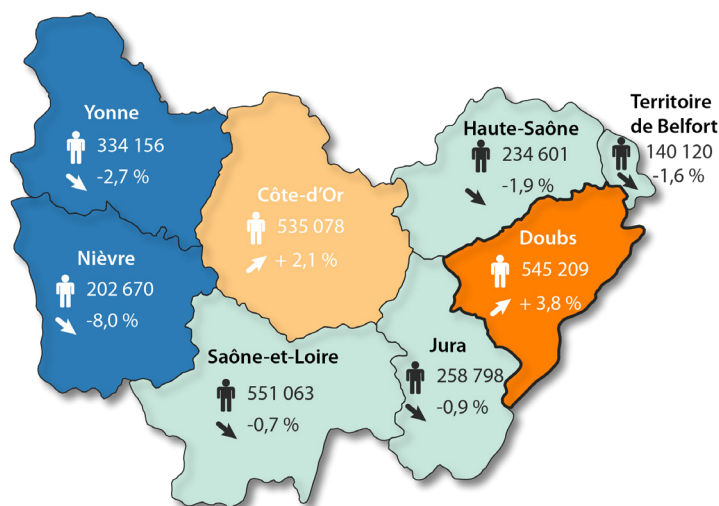 Yonne
334 156
-2,7 %
Nièvre
202 670
-8,0 %
Côte-d'Or
535 078
+ 2,1 %
Saône-et-Loire
551 063
-0,7 %
Jura
258 798
-0,9 %
Haute-Saône
234 601
-1,9 %
Territoire
de Belfort
140 120
-1,6 %
Doubs
545 209
+ 3,8 %